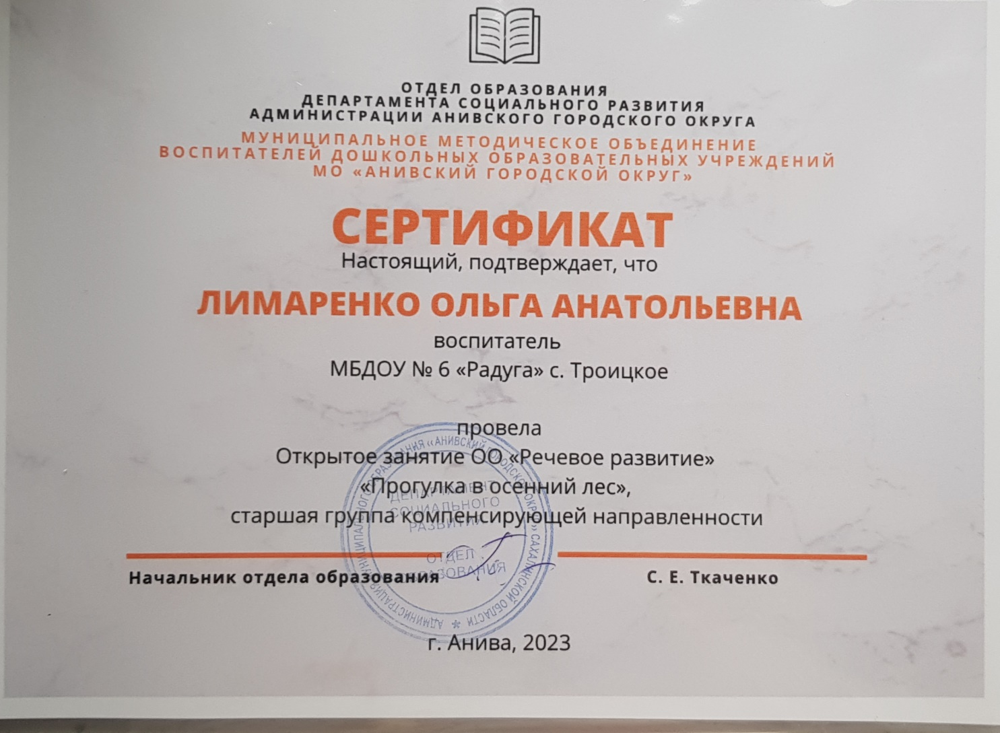 ОТДЕЛ ОБРАЗОВАНИЯ
ДЕПАРТАМЕНТА СОЦИАЛЬНОГО РАЗВИТИЯ
АДМИНИСТРАЦИИ АНИВСКОГО ГОРОДСКОГО ОКРУГА
МУНИЦИПАЛЬНОЕ МЕТОДИЧЕСКОЕ ОБЪЕДИНЕНИЕ
ВОСПИТАТЕЛЕЙ ДОШКОЛЬНЫХ ОБРАЗОВАТЕЛЬНЫХ УЧРЕЖДЕНИЙ
МО «АНИВСКИЙ ГОРОДСКОЙ ОКРУГ»
СЕРТИФИКАТ
Настоящий, подтверждает, что
ЛИМАРЕНКО ОЛЬГА АНАТОЛЬЕВНА
воспитатель
МБДОУ № 6 «Радуга» с. Троицкое
провела
Открытое занятие ОО «Речевое развитие»
«Прогулка в осенний лес»,
старшая группа компенсирующей направленности
Начальник отдела образования
С. Е. Ткаченко
г. Анива, 2023
АДМИНИСТРАЦИЯ МУНИЦИПАЛЬНОГО ОБРАЗОВАНИЯ «АНИВСКИЙ ГОРОДСКОЙ ОКРУГ» САХАЛИНСКОЙ ОБЛАСТИ
ДЕПАРТАМЕНТ
СОЦИАЛЬНОГО
РАЗВИТИЯ
ОТДЕЛ
ОБРАЗОВАНИЯ